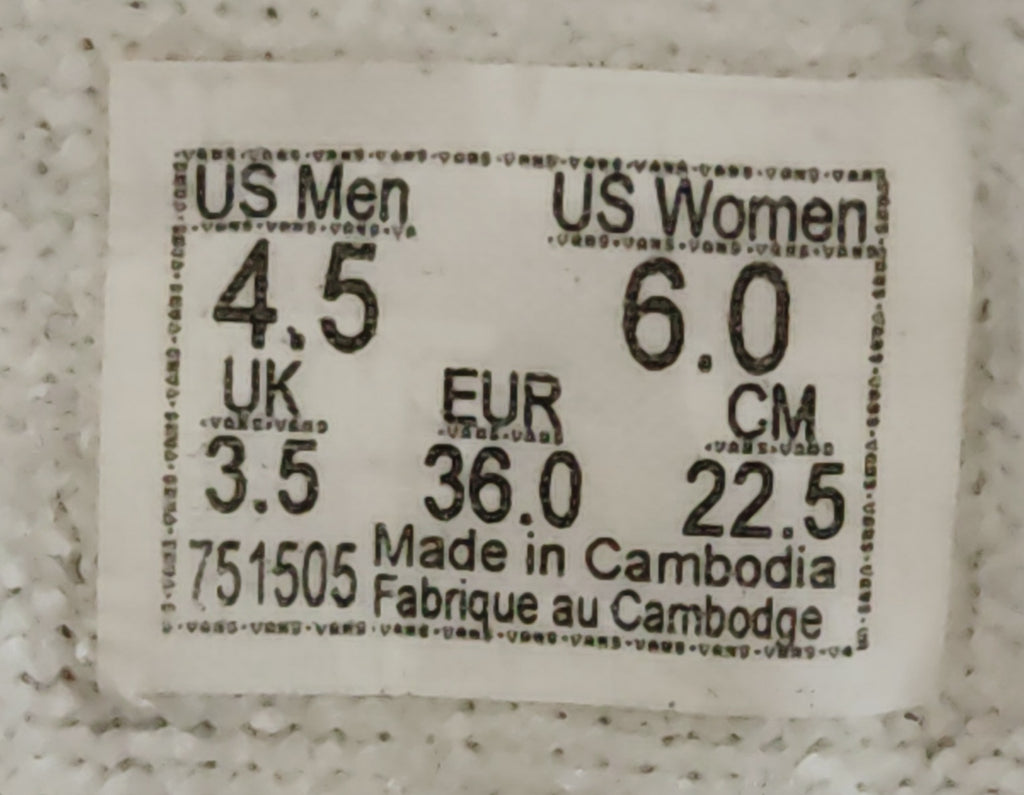 US Men US Women
4.5 6.0
UK EUR CM
3.5 36.0 22.5
751505 Made in Cambodia
Fabrique au Cambodge